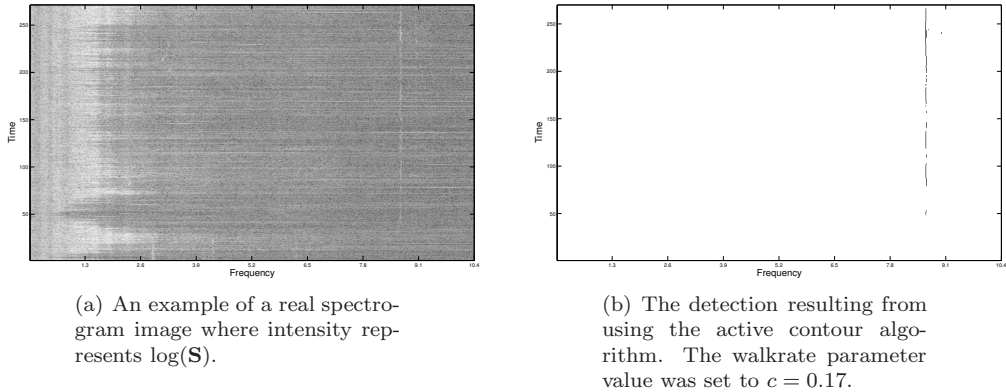 250
200
150
100
50
Time
1.3 2.6 3.9 5.2 6.5 7.8 9.1 10.4
Frequency
(a) An example of a real spectro-
gram image where intensity rep-
resents log(S).
250
200
150
100
50
Time
1.3 2.6 3.9 5.2 6.5 7.8 9.1 10.4
Frequency
(b) The detection resulting from
using the active contour algo-
rithm. The walkrate parameter
value was set to c = 0.17.